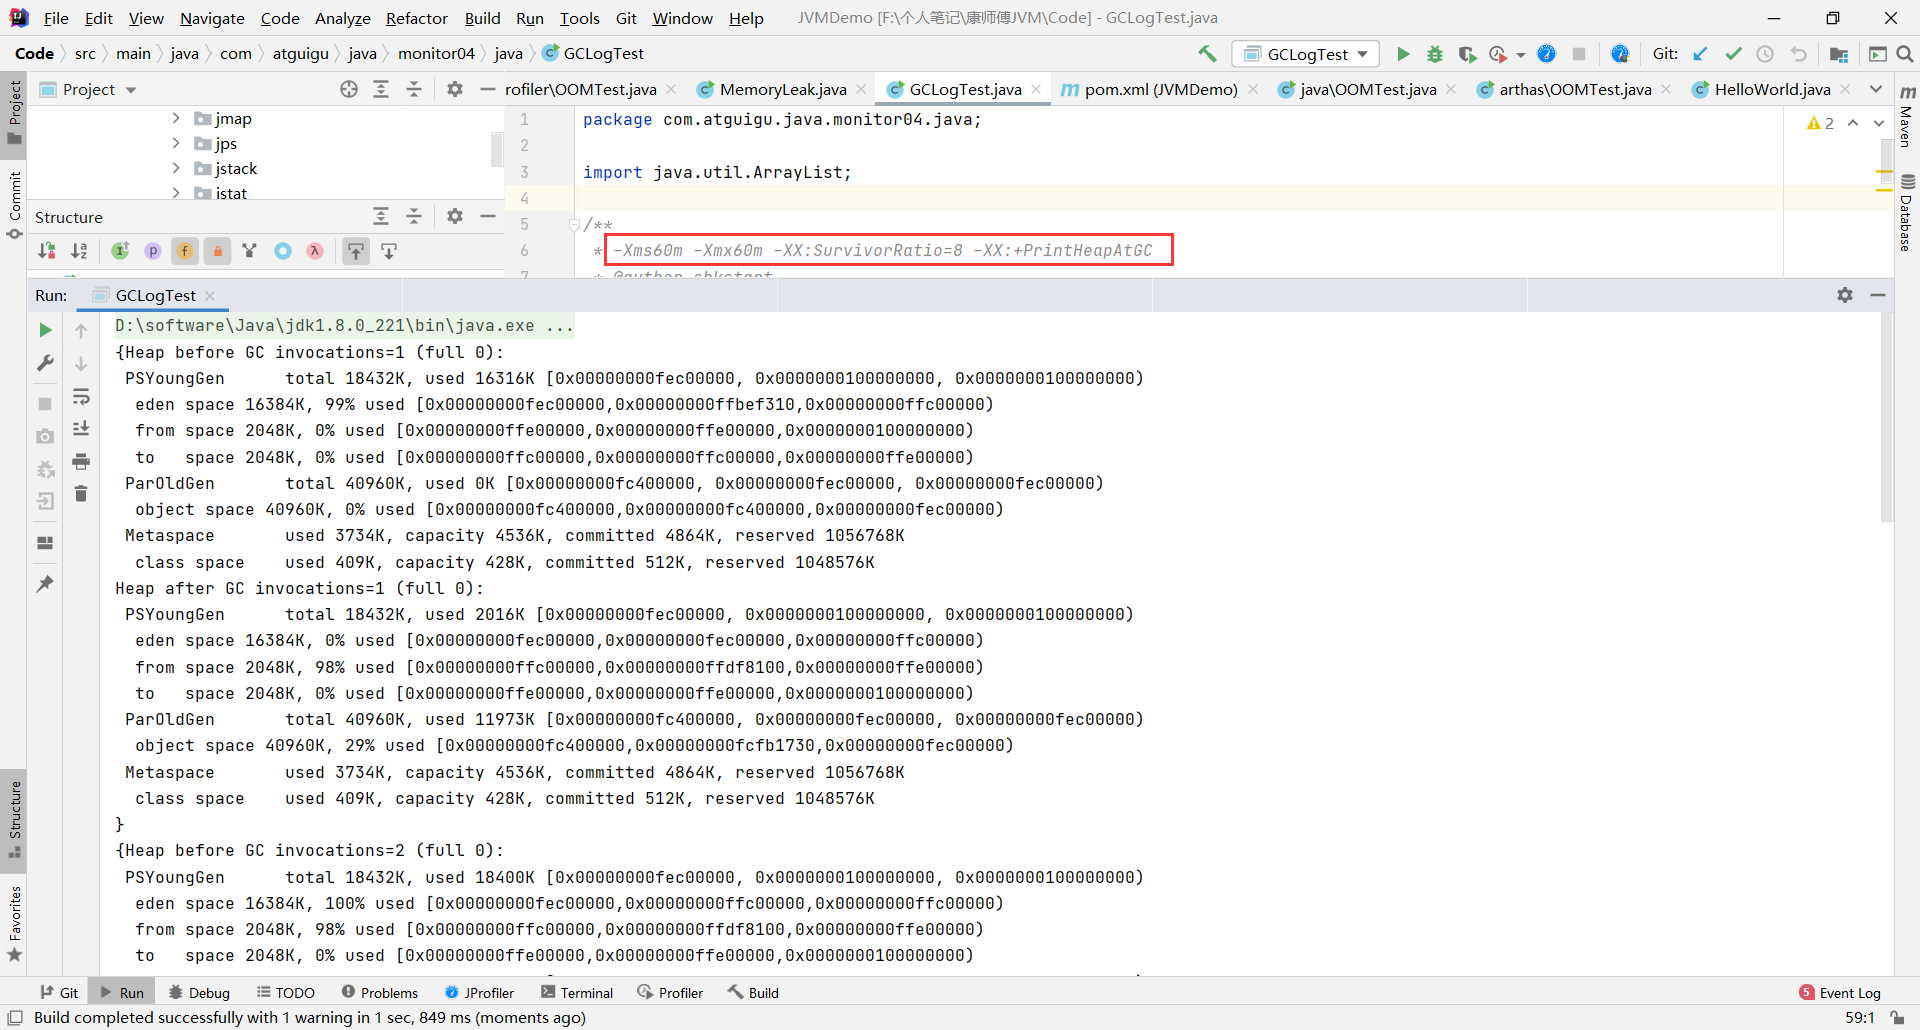 File Edit View Navigate Code Analyze Refactor Build Run Tools Git Window Help JVMDemo [F:\个人笔记\康师傅JVM\Code] - GCLogTest.java
Code src main java com atguigu java monitor04 java GCLogTest GCLogTest Git:
Project rofiler\OOMTest.java MemoryLeak.java GCLogTest.java pom.xml (JVMDemo) java\OOMTest.java arthas\OOMTest.java HelloWorld.java
Project
Commit
Structure
Favorites
Maven
Database
jmap
jps
jstack
jstat
Structure
1 package com.atguigu.java.monitor04.java;
2
3 import java.util.ArrayList;
4
5 /**
6 * -Xms60m -Xmx60m -XX:SurvivorRatio=8 -XX:+PrintHeapAtGC
7 * @author shkstart
2
Run: GCLogTest
D:\software\Java\jdk1.8.0_221\bin\java.exe ...
{Heap before GC invocations=1 (full 0):
PSYoungGen total 18432K, used 16316K [0x00000000fec00000, 0x0000000100000000, 0x0000000100000000)
eden space 16384K, 99% used [0x00000000fec00000,0x00000000ffbef310,0x00000000ffc00000)
from space 2048K, 0% used [0x00000000ffe00000,0x00000000ffe00000,0x0000000100000000)
to space 2048K, 0% used [0x00000000ffc00000,0x00000000ffc00000,0x00000000ffe00000)
ParOldGen total 40960K, used 0K [0x00000000fc400000, 0x00000000fec00000, 0x00000000fec00000)
object space 40960K, 0% used [0x00000000fc400000,0x00000000fc400000,0x00000000fec00000)
Metaspace used 3734K, capacity 4536K, committed 4864K, reserved 1056768K
class space used 409K, capacity 428K, committed 512K, reserved 1048576K
Heap after GC invocations=1 (full 0):
PSYoungGen total 18432K, used 2016K [0x00000000fec00000, 0x0000000100000000, 0x0000000100000000)
eden space 16384K, 0% used [0x00000000fec00000,0x00000000fec00000,0x00000000ffc00000)
from space 2048K, 98% used [0x00000000ffc00000,0x00000000ffdf8100,0x00000000ffe00000)
to space 2048K, 0% used [0x00000000ffe00000,0x00000000ffe00000,0x0000000100000000)
ParOldGen total 40960K, used 11973K [0x00000000fc400000, 0x00000000fec00000, 0x00000000fec00000)
object space 40960K, 29% used [0x00000000fc400000,0x00000000fcfb1730,0x00000000fec00000)
Metaspace used 3734K, capacity 4536K, committed 4864K, reserved 1056768K
class space used 409K, capacity 428K, committed 512K, reserved 1048576K
}
{Heap before GC invocations=2 (full 0):
PSYoungGen total 18432K, used 18400K [0x00000000fec00000, 0x0000000100000000, 0x0000000100000000)
eden space 16384K, 100% used [0x00000000fec00000,0x00000000ffc00000,0x00000000ffc00000)
from space 2048K, 98% used [0x00000000ffc00000,0x00000000ffdf8100,0x00000000ffe00000)
to space 2048K, 0% used [0x00000000ffe00000,0x00000000ffe00000,0x0000000100000000)
Git Run Debug TODO Problems JProfiler Terminal Profiler Build 5 Event Log
Build completed successfully with 1 warning in 1 sec, 849 ms (moments ago) 59:1